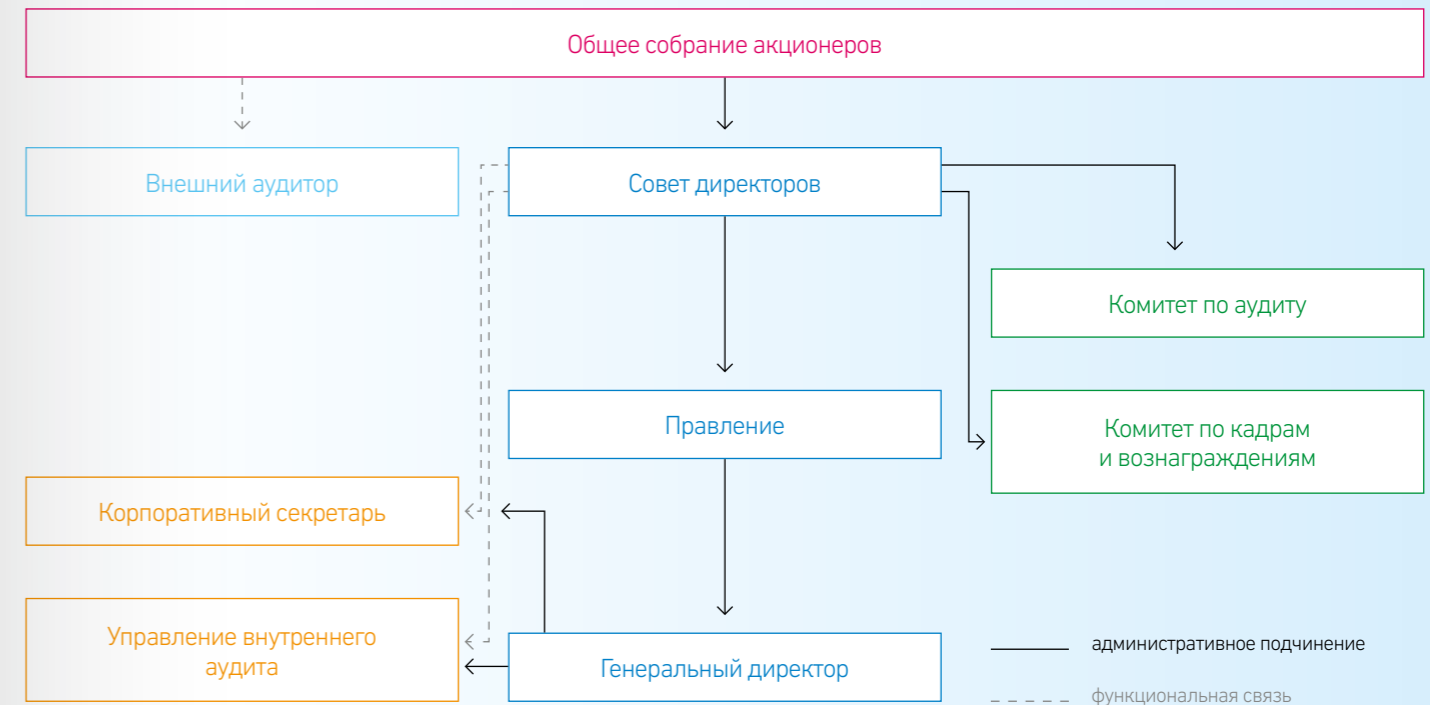 Общее собрание акционеров
Внешний аудитор
Совет директоров
Комитет по аудиту
Правление
Комитет по кадрам
и вознаграждениям
Корпоративный секретарь
Управление внутреннего
аудита
Генеральный директор
административное подчинение
функциональная связь